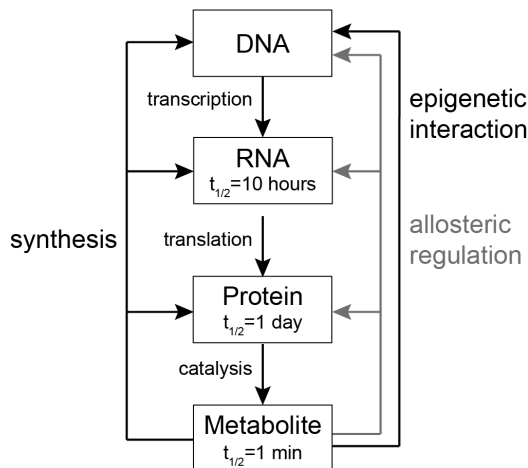 DNA
transcription
epigenetic
interaction
RNA
t1/2=10 hours
synthesis
translation
allosteric
regulation
Protein
t1/2=1 day
catalysis
Metabolite
t1/2=1 min